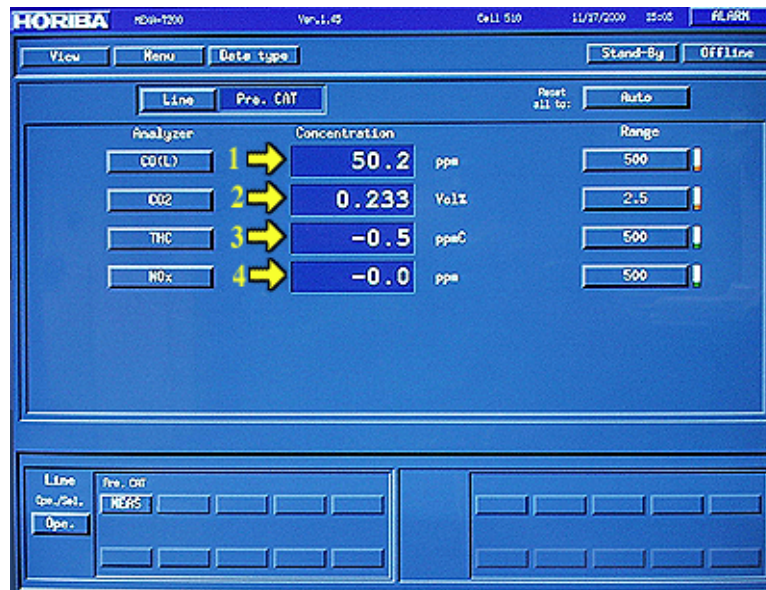 HORIBA MEXA-7200 Ver.1.45 Cell 510 11/17/2000 ALARM
View Menu Data type Stand-By Offline
Line Pre. CAT Reset all to: Auto
Analyzer Concentration Range
CO(L) 1 50.2 ppm 500
CO2 2 0.233 Vol% 2.5
THC 3 -0.5 ppmC 500
NOx 4 -0.0 ppm 500
Line Pre. CAT
Ope./Sel. MEAS
Ope.